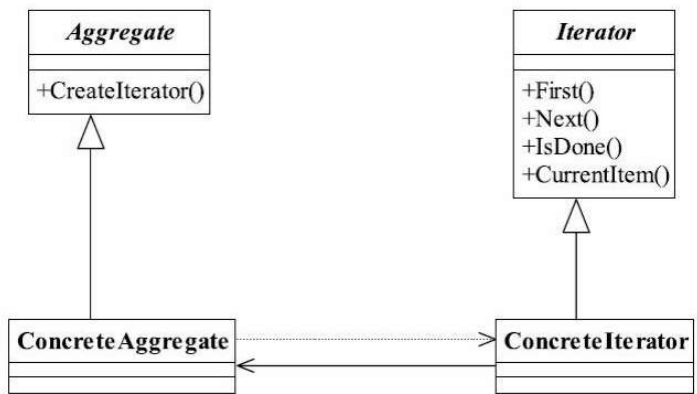 Aggregate
+CreateIterator()
Iterator
+First()
+Next()
+IsDone()
+CurrentItem()
ConcreteAggregate
ConcreteIterator